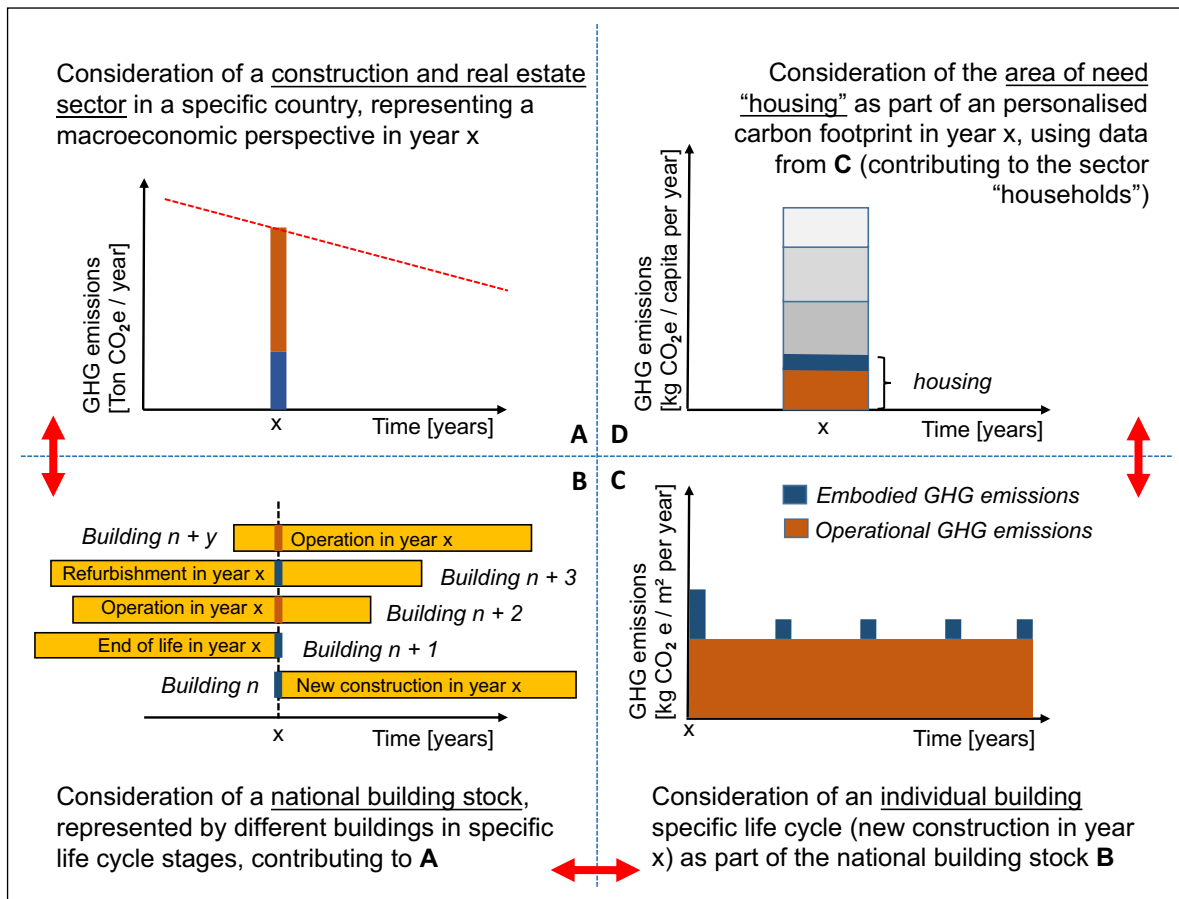 Consideration of a construction and real estate
sector in a specific country, representing a
macroeconomic perspective in year x
GHG emissions
[Ton CO₂e / year]
x
Time [years]
A
Consideration of the area of need
“housing” as part of an personalised
carbon footprint in year x, using data
from C (contributing to the sector
“households”)
GHG emissions
[kg CO₂e / capita per year]
housing
x
Time [years]
D
B
Building n + y
Operation in year x
Refurbishment in year x
Building n + 3
Operation in year x
Building n + 2
End of life in year x
Building n + 1
Building n
New construction in year x
x
Time [years]
Consideration of a national building stock,
represented by different buildings in specific
life cycle stages, contributing to A
C
Embodied GHG emissions
Operational GHG emissions
GHG emissions
[kg CO₂ e / m² per year]
x
Time [years]
Consideration of an individual building
specific life cycle (new construction in year
x) as part of the national building stock B